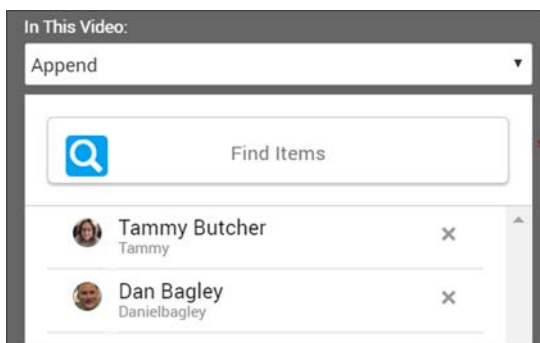 In This Video:
Append
Find Items
Tammy Butcher
Tammy
Dan Bagley
Danielbagley